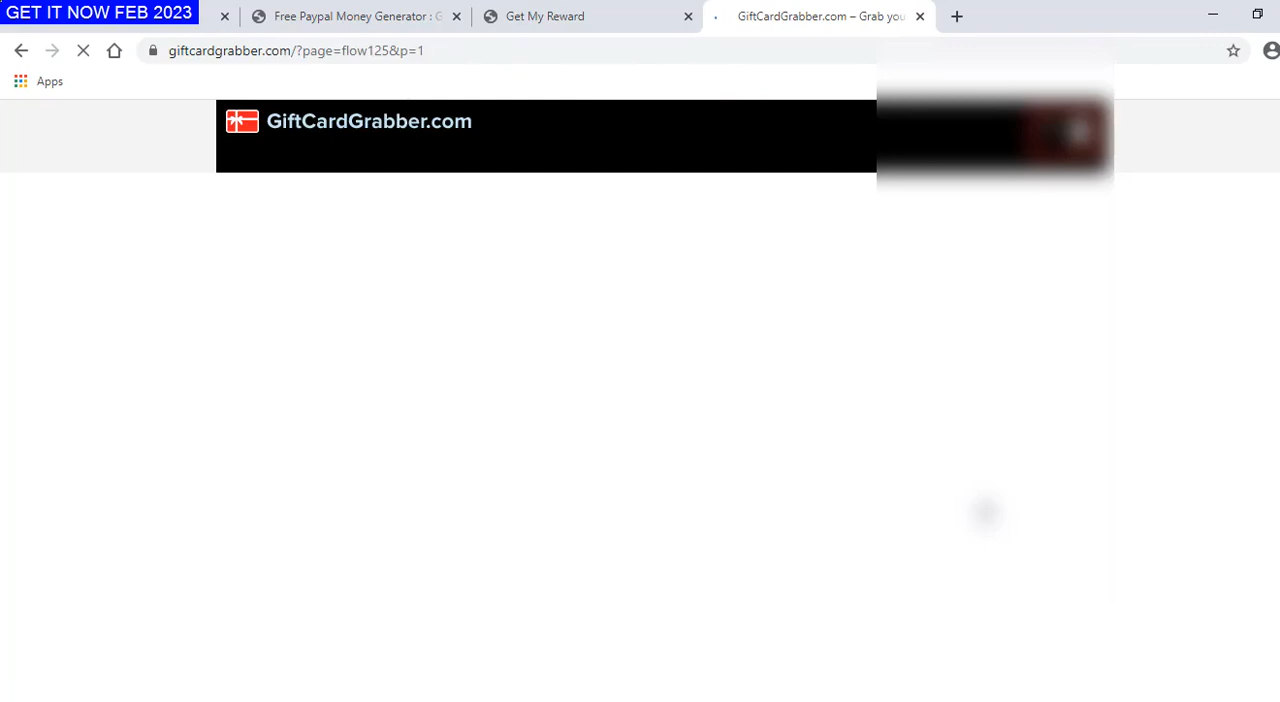 GET IT NOW FEB 2023
Free Paypal Money Generator : G
Get My Reward
GiftCardGrabber.com – Grab you
giftcardgrabber.com/?page=flow125&p=1
Apps
GiftCardGrabber.com